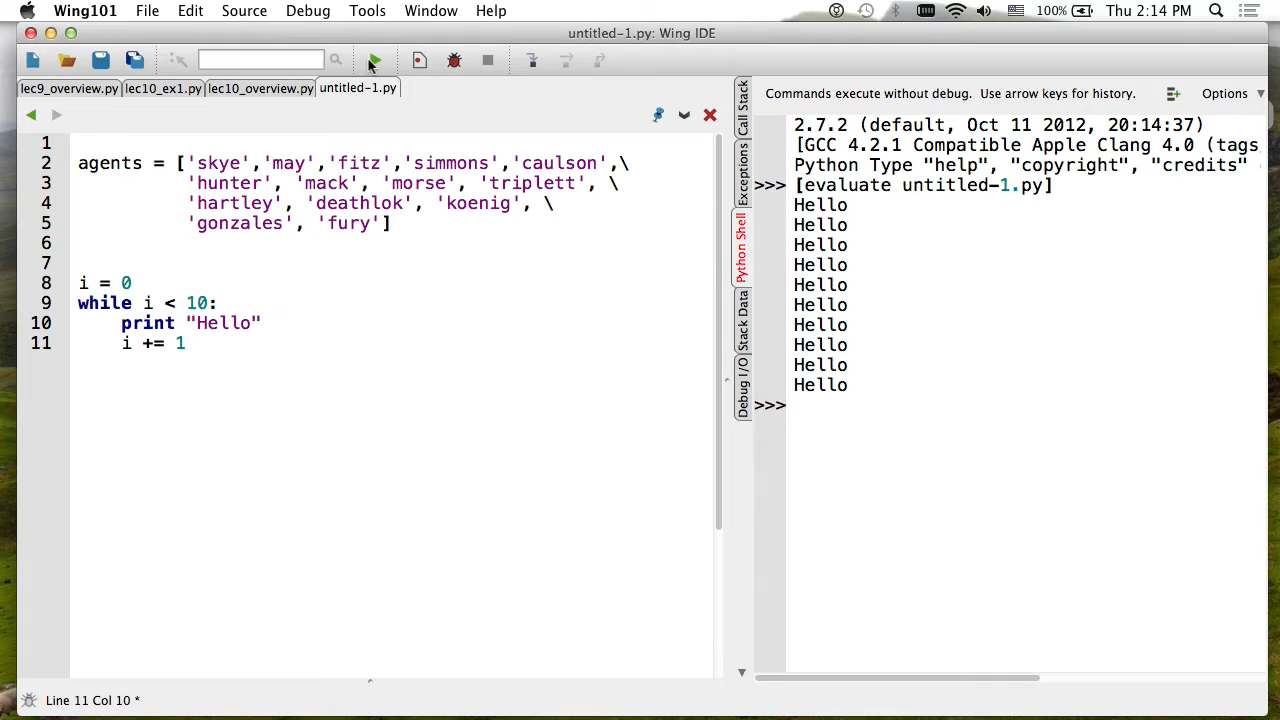 Wing101 File Edit Source Debug Tools Window Help 100% Thu 2:14 PM
untitled-1.py: Wing IDE
lec9_overview.py lec10_ex1.py lec10_overview.py untitled-1.py
1
2 agents = ['skye','may','fitz','simmons','caulson',\
3 'hunter', 'mack', 'morse', 'triplett', \
4 'hartley', 'deathlok', 'koenig', \
5 'gonzales', 'fury']
6
7
8 i = 0
9 while i < 10:
10 print "Hello"
11 i += 1
Line 11 Col 10 *
Call Stack
Exceptions
Python Shell
Stack Data
Debug I/O
Commands execute without debug. Use arrow keys for history. Options
2.7.2 (default, Oct 11 2012, 20:14:37)
[GCC 4.2.1 Compatible Apple Clang 4.0 (tags
Python Type "help", "copyright", "credits"
>>> [evaluate untitled-1.py]
Hello
Hello
Hello
Hello
Hello
Hello
Hello
Hello
Hello
Hello
>>>